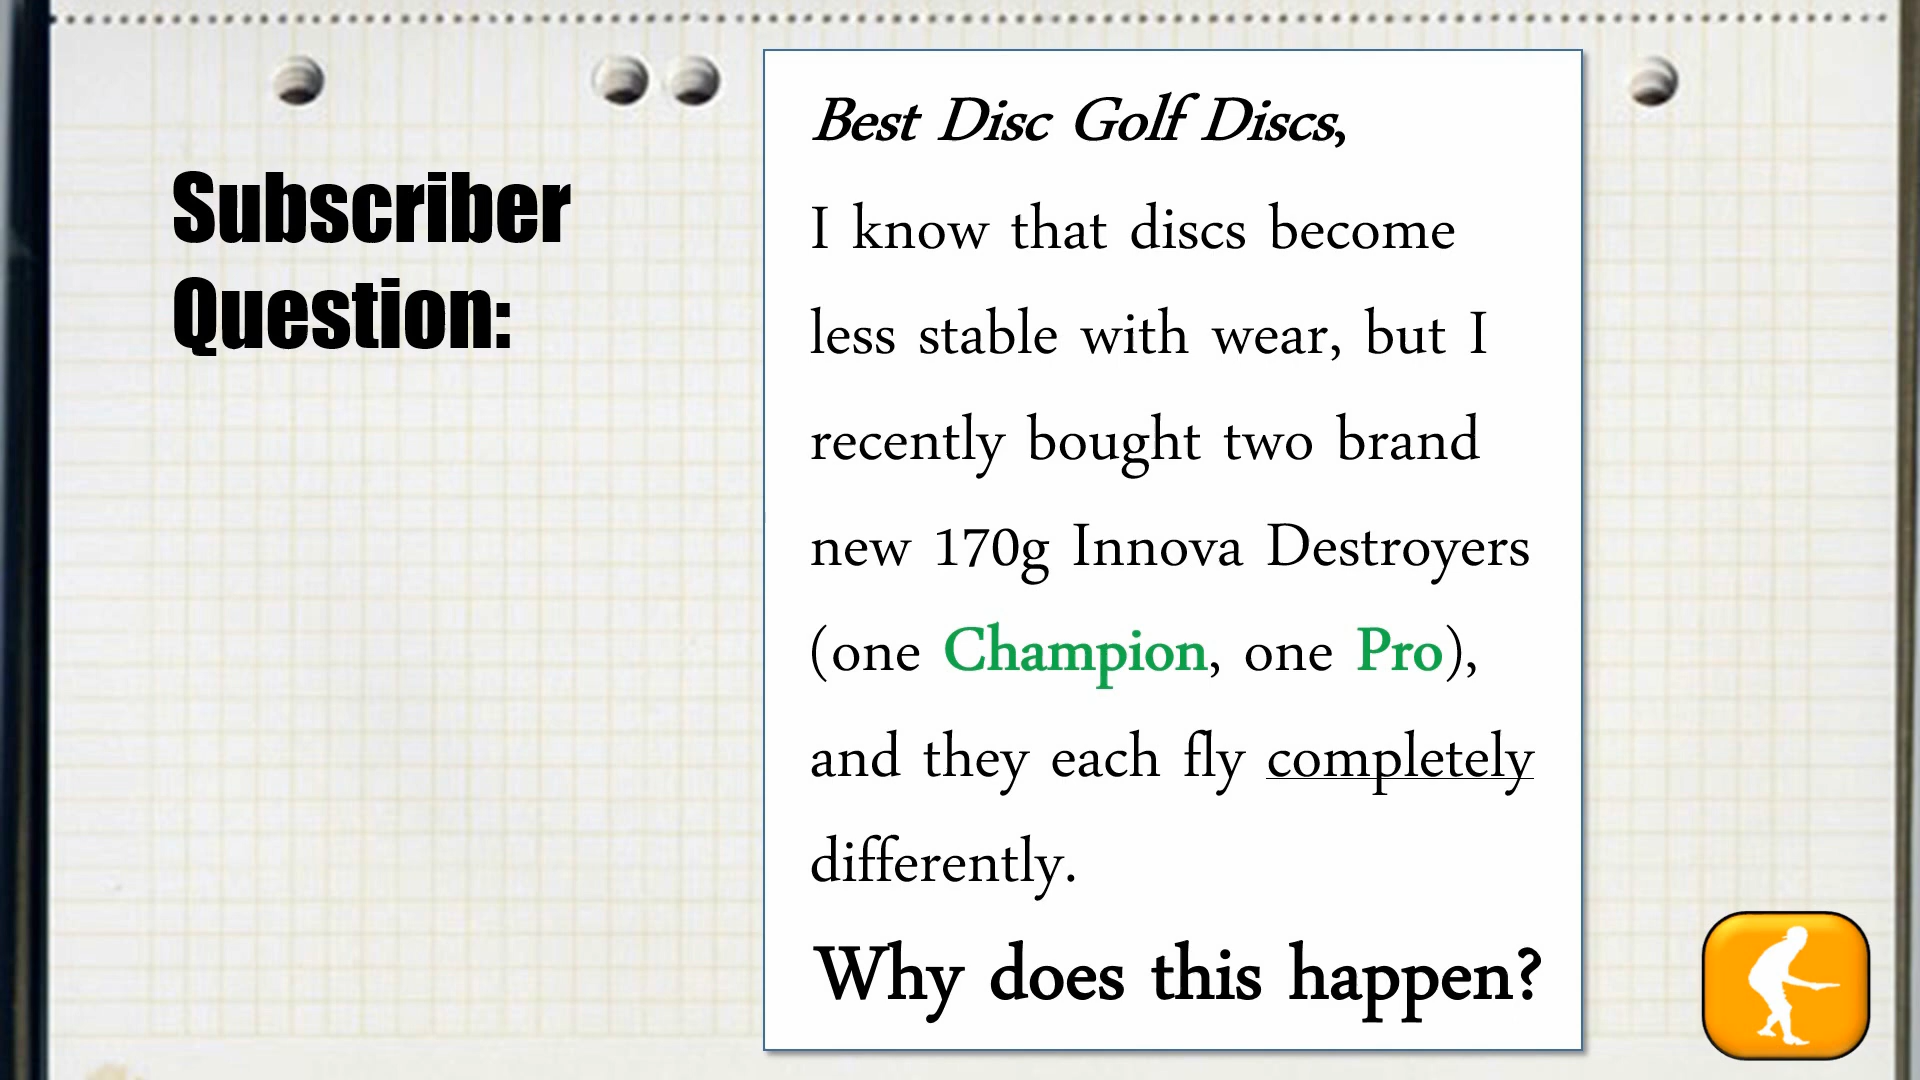 Subscriber
Question:
Best Disc Golf Discs,
I know that discs become
less stable with wear, but I
recently bought two brand
new 170g Innova Destroyers
(one Champion, one Pro),
and they each fly completely
differently.
Why does this happen?